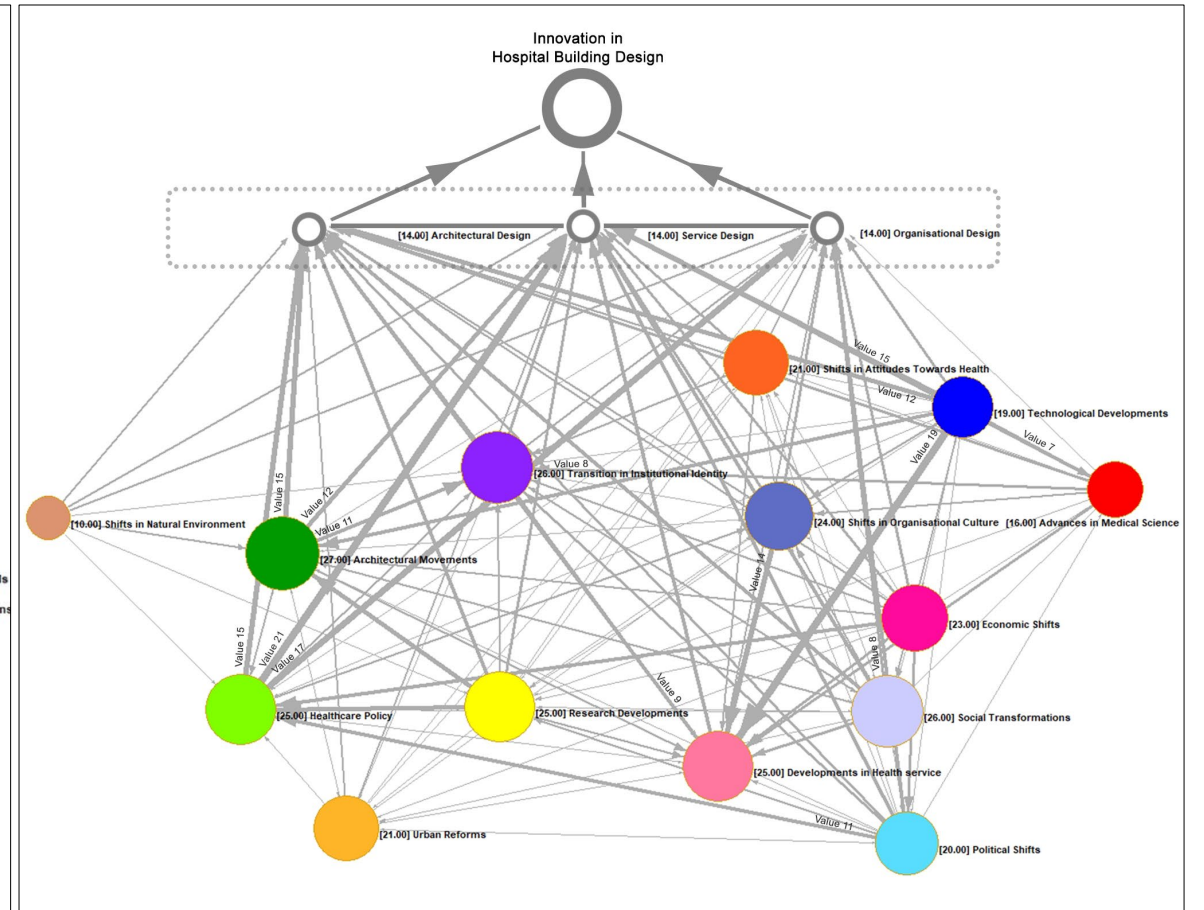 Innovation in
Hospital Building Design
[14.00] Architectural Design
[14.00] Service Design
[14.00] Organisational Design
Value 15
[21.00] Shifts in Attitudes Towards Health
Value 12
[19.00] Technological Developments
Value 19
Value 7
Value 8
[26.00] Transition in Institutional Identity
Value 15
Value 12
Value 11
[10.00] Shifts in Natural Environment
[24.00] Shifts in Organisational Culture
[16.00] Advances in Medical Science
[27.00] Architectural Movements
Value 14
[23.00] Economic Shifts
Value 15
Value 21
Value 17
Value 8
Value 9
[25.00] Healthcare Policy
[25.00] Research Developments
[26.00] Social Transformations
[25.00] Developments in Health service
Value 11
[21.00] Urban Reforms
[20.00] Political Shifts